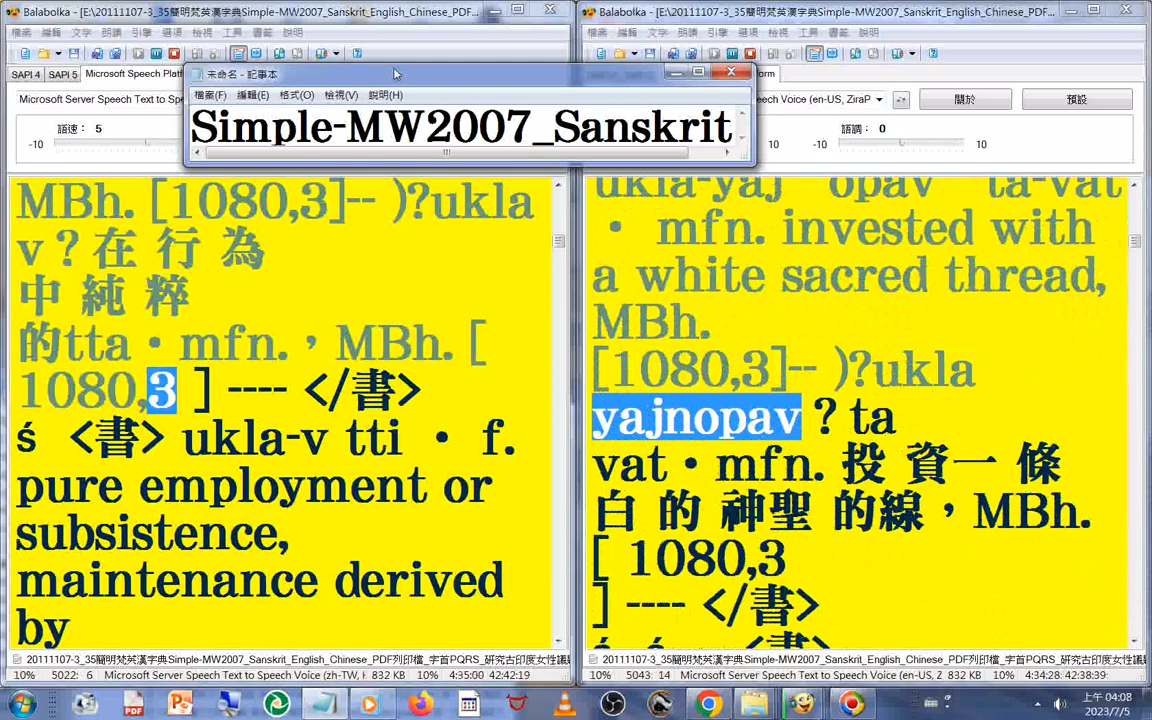 Balabolka - [E:\20111107-3_35簡明梵英漢字典Simple-MW2007_Sanskrit_English_Chinese_PDF...
檔案 編輯 文字 朗讀 引擎 選項 檢視 工具 書籤 說明
SAPI 4 SAPI 5 Microsoft Speech Platf
Microsoft Server Speech Text to Sp
語速： 5
-10
MBh. [1080,3]-- )?ukla
v？在 行 為
中 純 粹
的tta・mfn.，MBh. [
1080,3 ] ---- </書>
ś <書> ukla-v tti ・ f.
pure employment or
subsistence,
maintenance derived
by
20111107-3_35簡明梵英漢字典Simple-MW2007_Sanskrit_English_Chinese_PDF列印檔_字首PQRS_研究古印度女性議
10% 5022: 6 Microsoft Server Speech Text to Speech Voice (zh-TW, H 832 KB 10% 4:35:00 42:42:19
未命名 - 記事本
檔案(F) 編輯(E) 格式(O) 檢視(V) 說明(H)
Simple-MW2007_Sanskrit
Balabolka - [E:\20111107-3_35簡明梵英漢字典Simple-MW2007_Sanskrit_English_Chinese_PDF...
檔案 編輯 文字 朗讀 引擎 選項 檢視 工具 書籤 說明
orm
eech Voice (en-US, ZiraP 關於 預設
語調： 0
10 -10 10
ukla-yaj opav ta-vat
・ mfn. invested with
a white sacred thread,
MBh.
[1080,3]-- )?ukla
yajnopav ? ta
vat・mfn. 投 資一 條
白 的 神聖 的線，MBh.
[ 1080,3
] ---- </書>
20111107-3_35簡明梵英漢字典Simple-MW2007_Sanskrit_English_Chinese_PDF列印檔_字首PQRS_研究古印度女性議
10% 5043: 14 Microsoft Server Speech Text to Speech Voice (en-US, Z 832 KB 10% 4:34:28 42:38:39
上午 04:08
2023/7/5